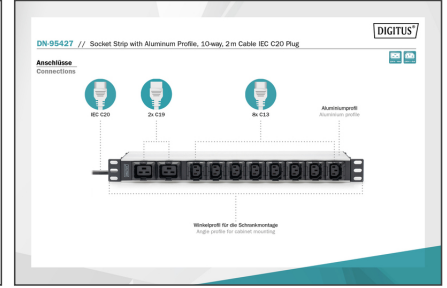 DIGITUS®
DN-95427 // Socket Strip with Aluminum Profile, 10-way, 2 m Cable IEC C20 Plug
Anschlüsse
Connections
IEC C20
2x C19
8x C13
Aluminiumprofil
Aluminium profile
Winkelprofil für die Schrankmontage
Angle profile for cabinet mounting